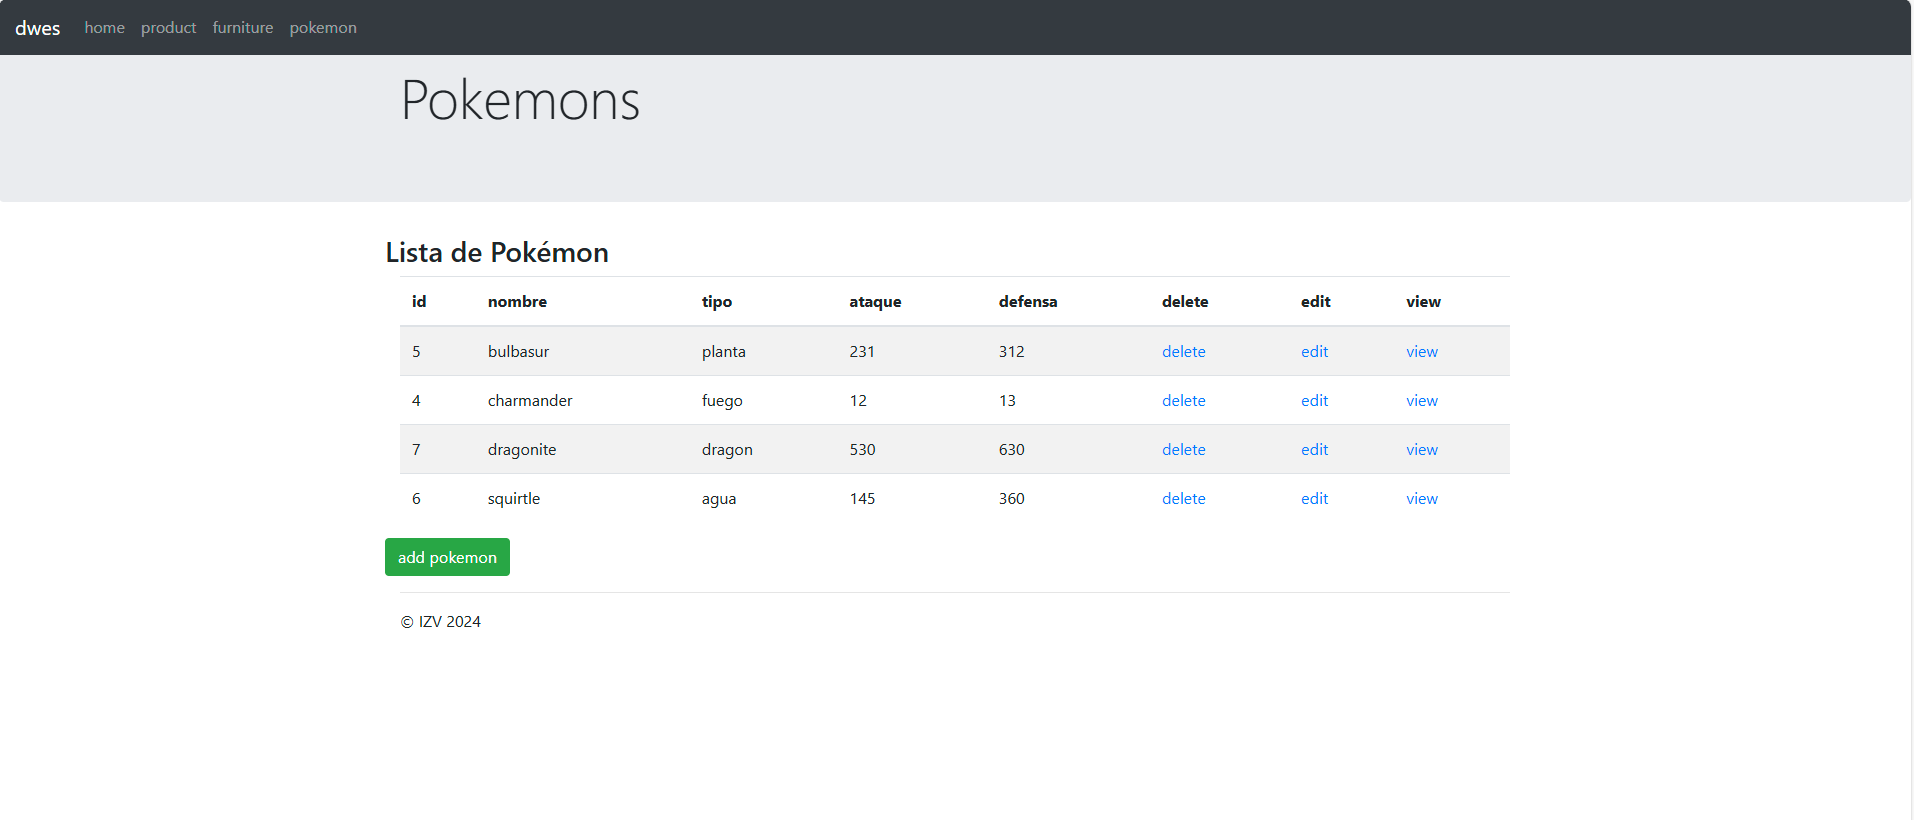 dwes home product furniture pokemon
Pokemons
Lista de Pokémon
id nombre tipo ataque defensa delete edit view
5 bulbasur planta 231 312 delete edit view
4 charmander fuego 12 13 delete edit view
7 dragonite dragon 530 630 delete edit view
6 squirtle agua 145 360 delete edit view
add pokemon
© IZV 2024